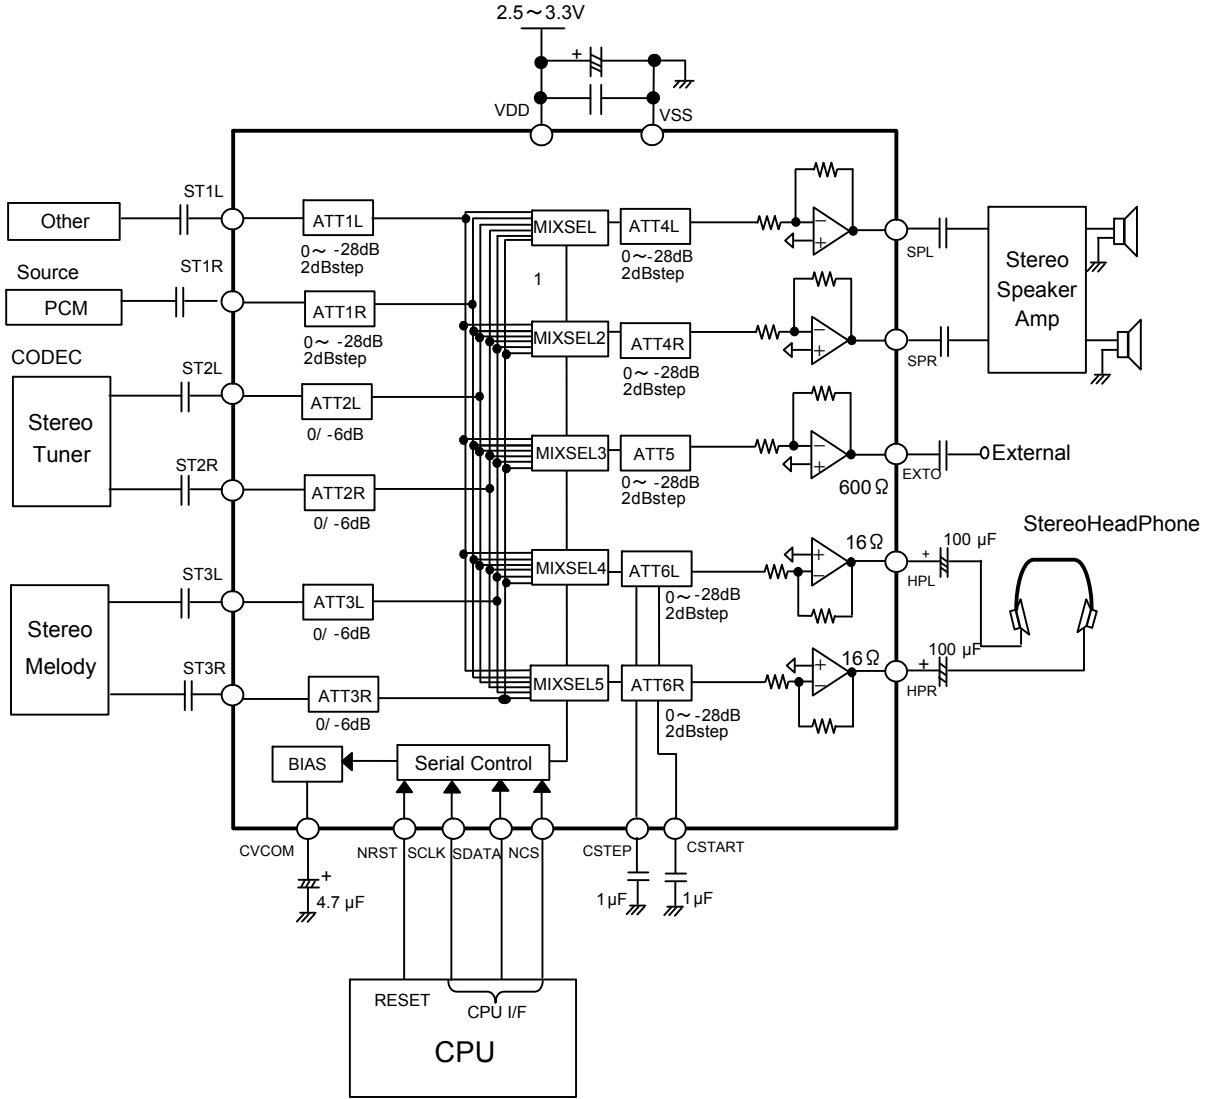 2.5～3.3V
+
VDD
VSS
ST1L
Other
ATT1L
0～ -28dB
2dBstep
MIXSEL
1
ATT4L
0～-28dB
2dBstep
−
+
SPL
Stereo
Speaker
Amp
Source
PCM
CODEC
ST1R
ATT1R
0～ -28dB
2dBstep
MIXSEL2
ATT4R
0～ -28dB
2dBstep
−
+
SPR
Stereo
Tuner
ST2L
ATT2L
0/ -6dB
ST2R
ATT2R
0/ -6dB
MIXSEL3
ATT5
0～ -28dB
2dBstep
−
+
600Ω
EXTO
External
StereoHeadPhone
MIXSEL4
ATT6L
0～ -28dB
2dBstep
+
−
16Ω
HPL
+
100 μF
Stereo
Melody
ST3L
ATT3L
0/ -6dB
ST3R
ATT3R
0/ -6dB
MIXSEL5
ATT6R
0～ -28dB
2dBstep
+
−
16Ω
HPR
+
100 μF
BIAS
Serial Control
CVCOM
NRST
SCLK
SDATA
NCS
CSTEP
CSTART
+
4.7 μF
1μF
1μF
RESET
CPU I/F
CPU